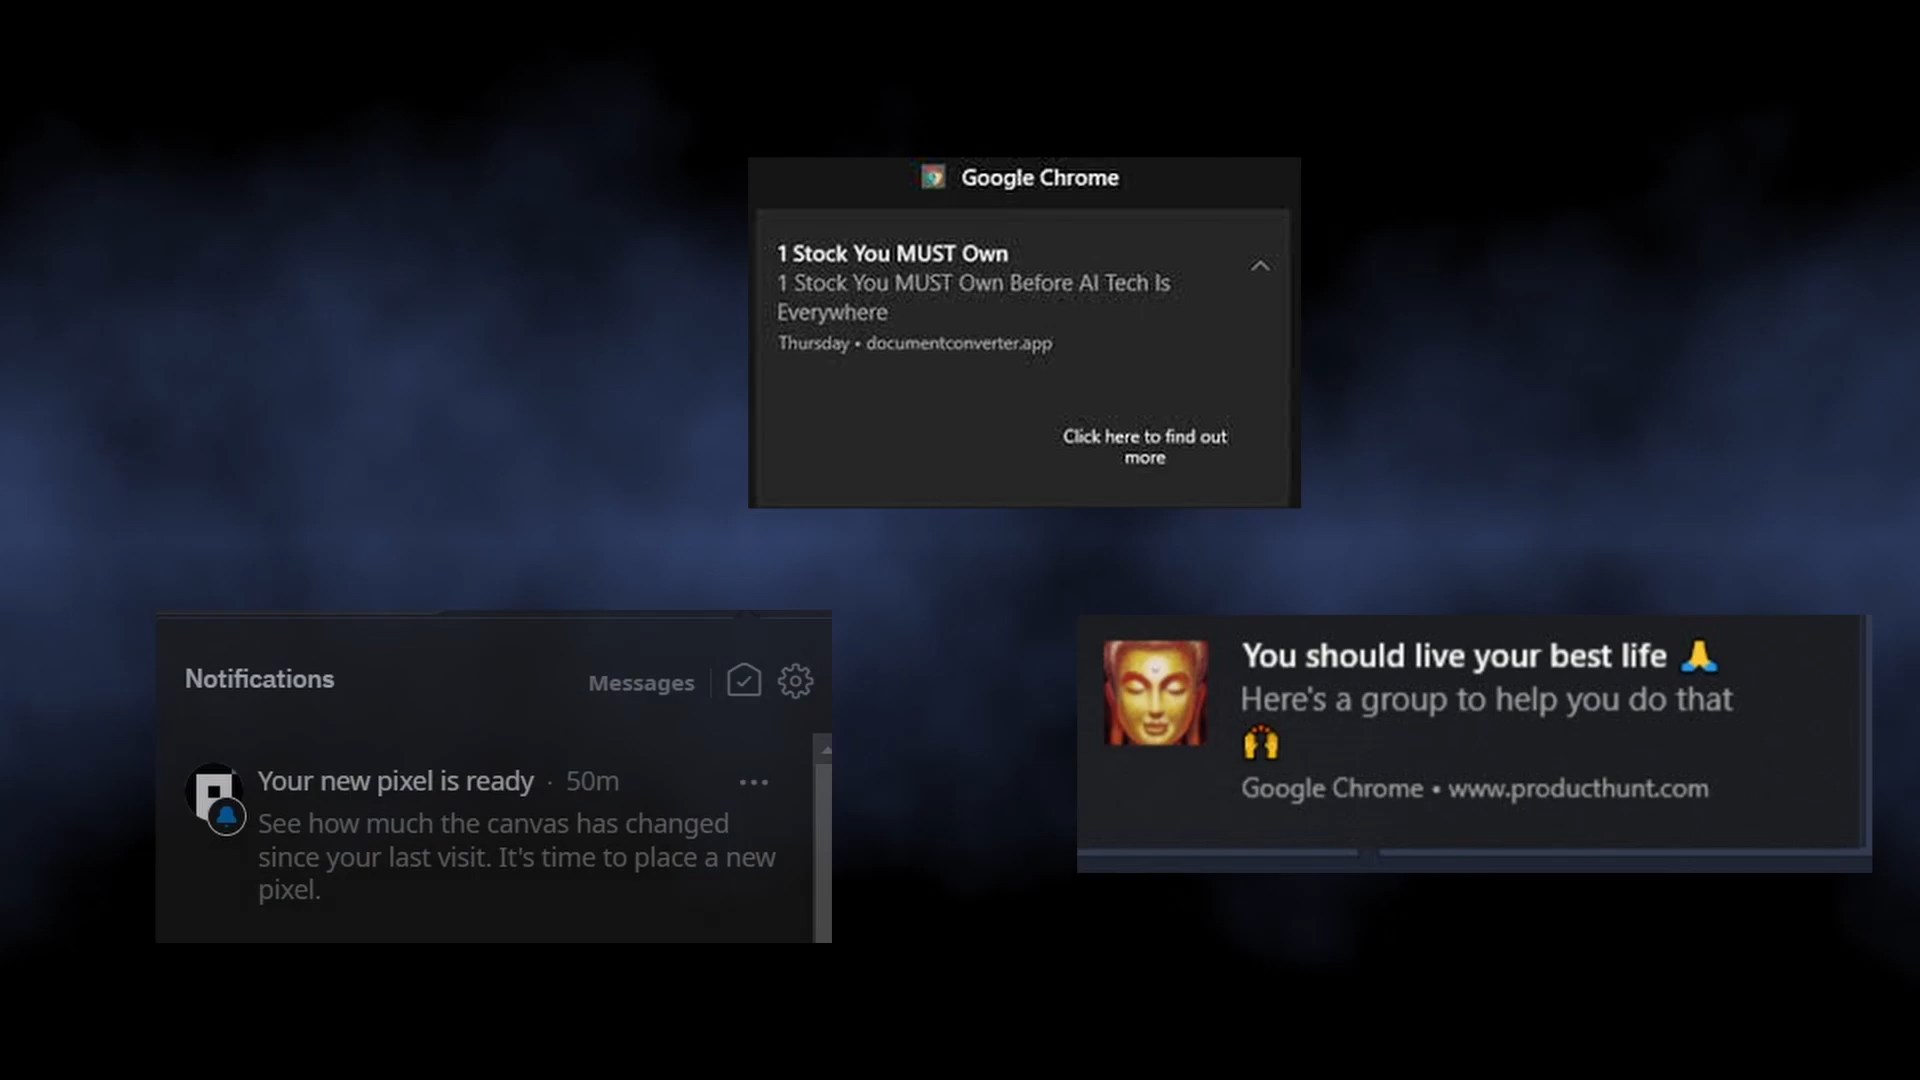 Google Chrome
1 Stock You MUST Own
1 Stock You MUST Own Before AI Tech Is
Everywhere
Thursday • documentconverter.app
Click here to find out
more
Notifications
Messages
Your new pixel is ready · 50m
See how much the canvas has changed
since your last visit. It's time to place a new
pixel.
You should live your best life 🙏
Here's a group to help you do that
🙌
Google Chrome • www.producthunt.com